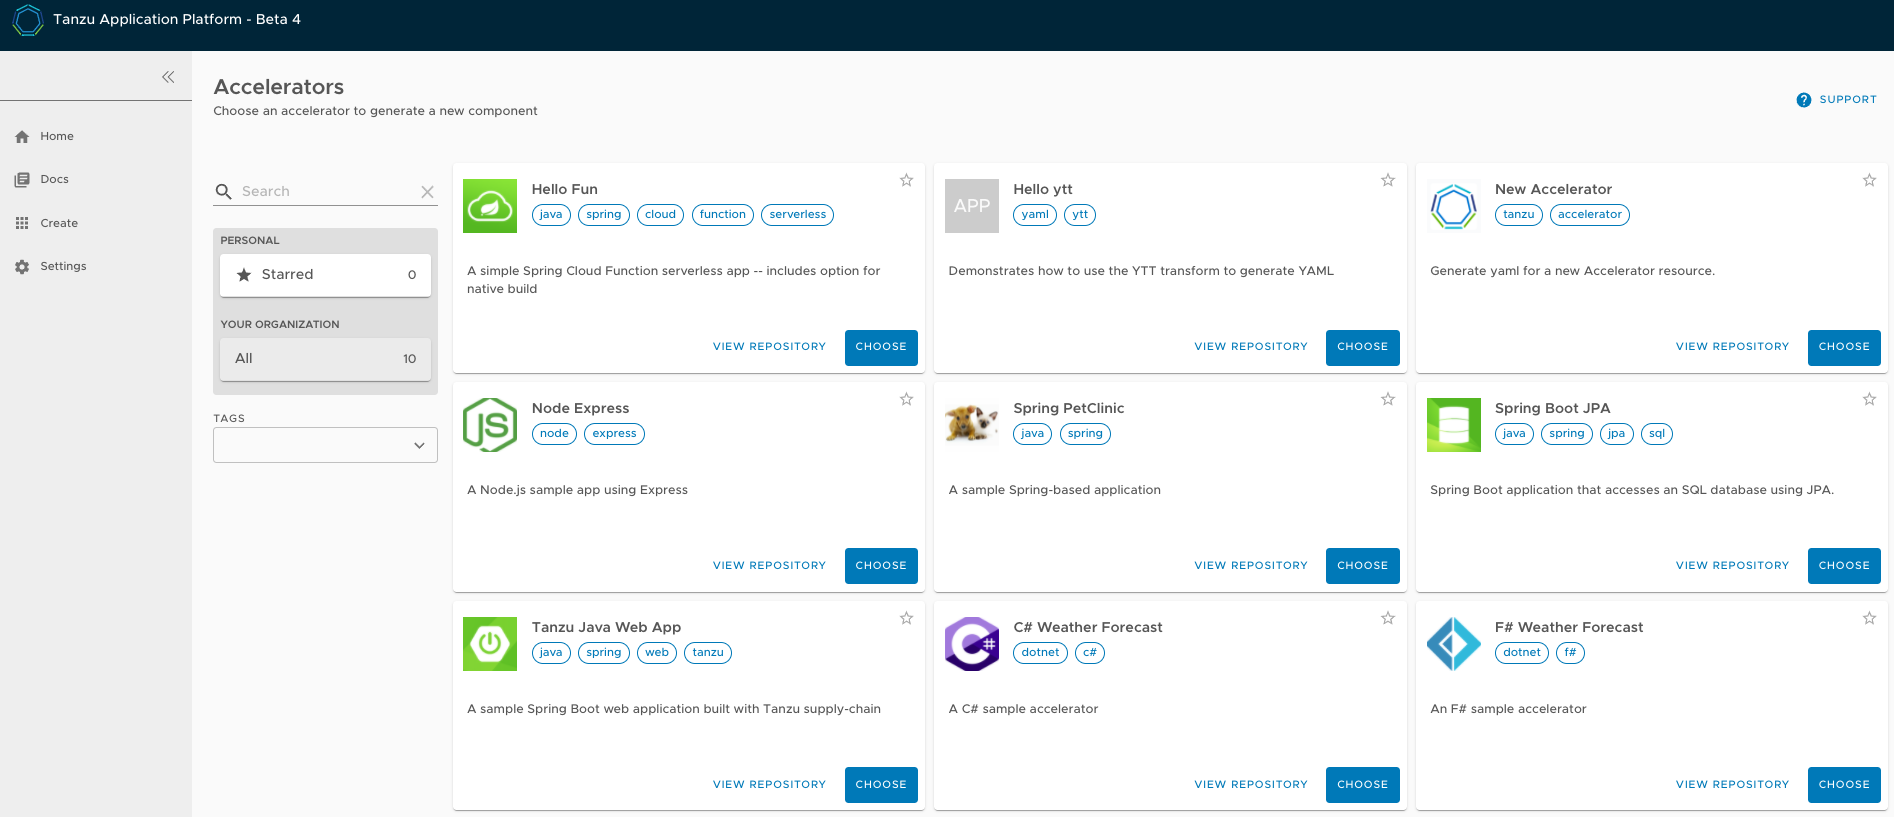 Tanzu Application Platform - Beta 4
Home
Docs
Create
Settings
Accelerators
Choose an accelerator to generate a new component
SUPPORT
Search
PERSONAL
Starred 0
YOUR ORGANIZATION
All 10
TAGS
Hello Fun
java spring cloud function serverless
A simple Spring Cloud Function serverless app -- includes option for
native build
VIEW REPOSITORY CHOOSE
APP
Hello ytt
yaml ytt
Demonstrates how to use the YTT transform to generate YAML
VIEW REPOSITORY CHOOSE
New Accelerator
tanzu accelerator
Generate yaml for a new Accelerator resource.
VIEW REPOSITORY CHOOSE
JS
Node Express
node express
A Node.js sample app using Express
VIEW REPOSITORY CHOOSE
Spring PetClinic
java spring
A sample Spring-based application
VIEW REPOSITORY CHOOSE
Spring Boot JPA
java spring jpa sql
Spring Boot application that accesses an SQL database using JPA.
VIEW REPOSITORY CHOOSE
Tanzu Java Web App
java spring web tanzu
A sample Spring Boot web application built with Tanzu supply-chain
VIEW REPOSITORY CHOOSE
C#
C# Weather Forecast
dotnet c#
A C# sample accelerator
VIEW REPOSITORY CHOOSE
F# Weather Forecast
dotnet f#
An F# sample accelerator
VIEW REPOSITORY CHOOSE